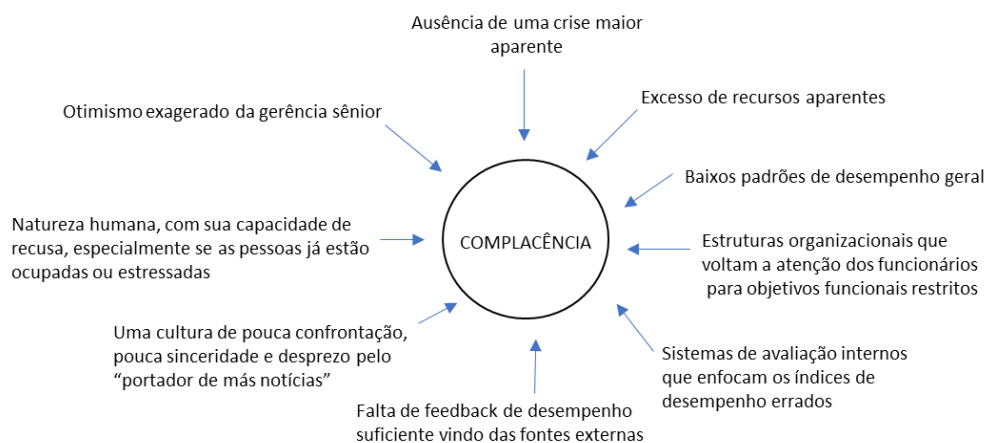 Ausência de uma crise maior
aparente
Excesso de recursos aparentes
Otimismo exagerado da gerência sênior
Baixos padrões de desempenho geral
Natureza humana, com sua capacidade de
recusa, especialmente se as pessoas já estão
ocupadas ou estressadas
COMPLACÊNCIA
Estruturas organizacionais que
voltam a atenção dos funcionários
para objetivos funcionais restritos
Uma cultura de pouca confrontação,
pouca sinceridade e desprezo pelo
“portador de más notícias”
Sistemas de avaliação internos
que enfocam os índices de
desempenho errados
Falta de feedback de desempenho
suficiente vindo das fontes externas